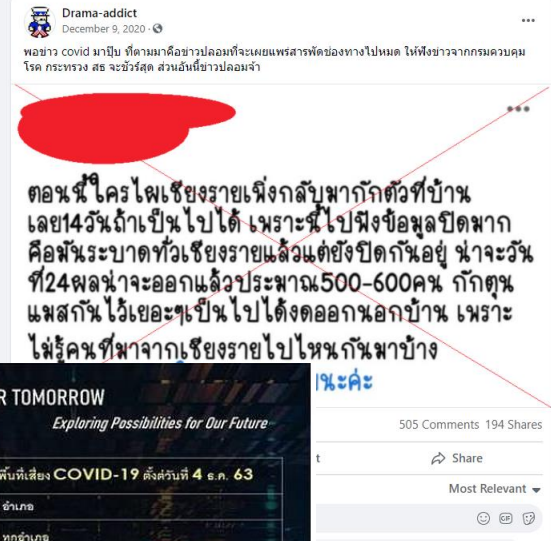 Drama-addict
December 9, 2020
พอข่าว covid มาปุ๊บ ที่ตามมาคือข่าวปลอมที่จะเผยแพร่สารพัดช่องทางไปหมด ให้ฟังข่าวจากกรมควบคุม
โรค กระทรวง สธ จะชัวร์สุด ส่วนอันนี้ข่าวปลอมจ้า
ตอนนี้ใครไผเชียงรายเพิ่งกลับมากักตัวที่บ้าน
เลย14วันถ้าเป็นไปได้ เพราะนี้ไปฟังข้อมูลปิดมาก
คือมันระบาดทั่วเชียงรายแล้วแต่ยังปิดกันอยู่ น่าจะวัน
ที่24ผลน่าจะออกแล้วประมาณ500-600คน กักตุน
แมสกันไว้เยอะๆเป็นไปได้งดออกนอกบ้าน เพราะ
ไม่รู้คนที่มาจากเชียงรายไปไหนกันมาบ้าง
นะค่ะ
R TOMORROW
Exploring Possibilities for Our Future
พื้นที่เสี่ยง COVID-19 ตั้งแต่วันที่ 4 ธ.ค. 63
อำเภอ
ทุกอำเภอ
505 Comments 194 Shares
t
Share
Most Relevant
GIF